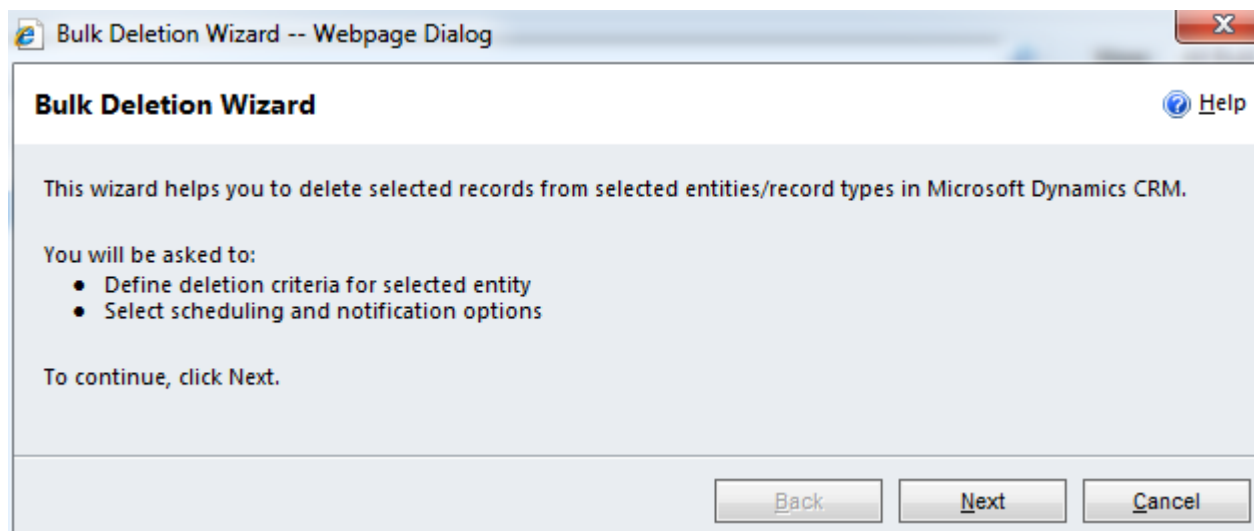 Bulk Deletion Wizard -- Webpage Dialog
Bulk Deletion Wizard
Help
This wizard helps you to delete selected records from selected entities/record types in Microsoft Dynamics CRM.
You will be asked to:
● Define deletion criteria for selected entity
● Select scheduling and notification options
To continue, click Next.
Back Next Cancel